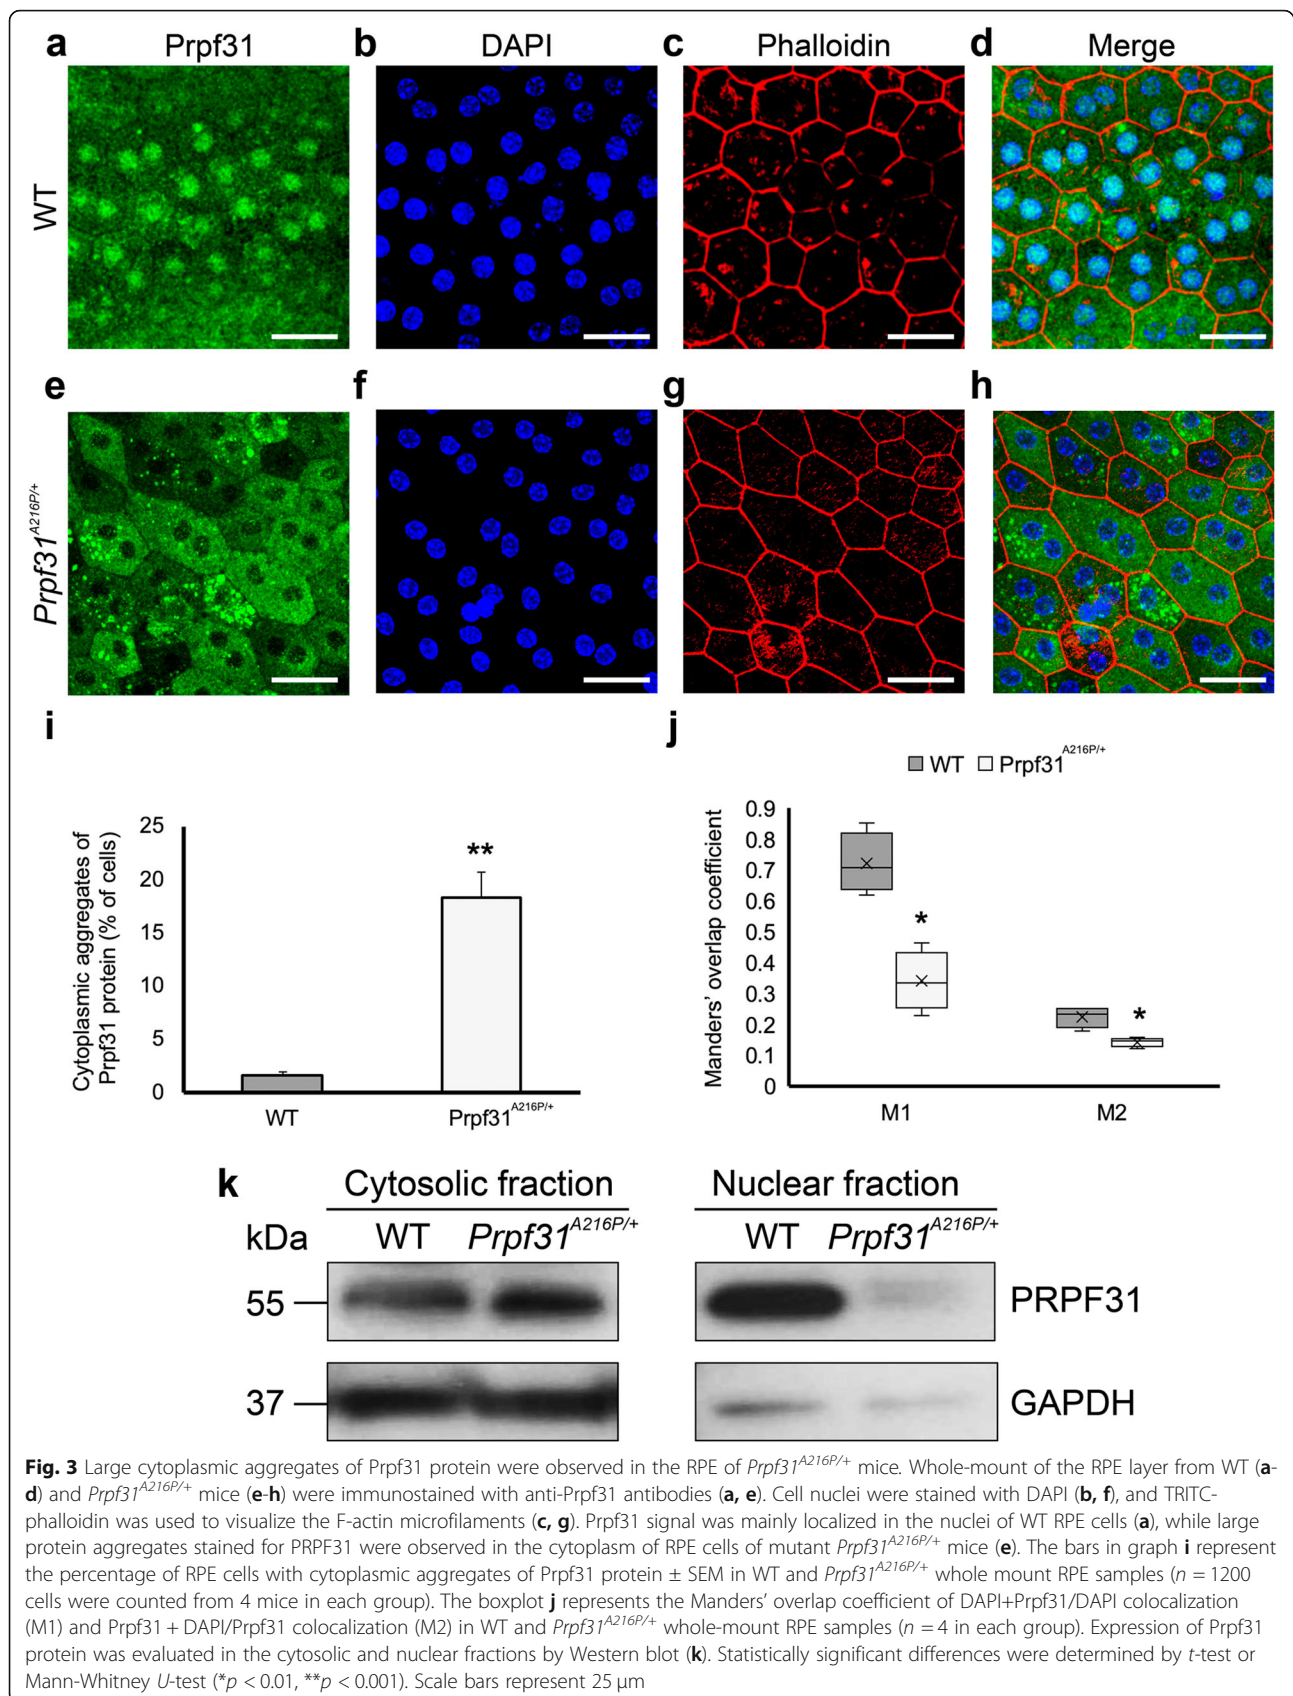 a Prpf31 b DAPI c Phalloidin d Merge
WT
e f g h
Prpf31A216P/+
i
Cytoplasmic aggregates of
Prpf31 protein (% of cells)
25
20
15
10
5
0
**
WT Prpf31A216P/+
j
WT Prpf31A216P/+
Manders' overlap coefficient
0.9
0.8
0.7
0.6
0.5
0.4
0.3
0.2
0.1
0
*
*
M1 M2
k Cytosolic fraction Nuclear fraction
kDa WT Prpf31A216P/+ WT Prpf31A216P/+
55 PRPF31
37 GAPDH
Fig. 3 Large cytoplasmic aggregates of Prpf31 protein were observed in the RPE of Prpf31A216P/+ mice. Whole-mount of the RPE layer from WT (a-
d) and Prpf31A216P/+ mice (e-h) were immunostained with anti-Prpf31 antibodies (a, e). Cell nuclei were stained with DAPI (b, f), and TRITC-
phalloidin was used to visualize the F-actin microfilaments (c, g). Prpf31 signal was mainly localized in the nuclei of WT RPE cells (a), while large
protein aggregates stained for PRPF31 were observed in the cytoplasm of RPE cells of mutant Prpf31A216P/+ mice (e). The bars in graph i represent
the percentage of RPE cells with cytoplasmic aggregates of Prpf31 protein ± SEM in WT and Prpf31A216P/+ whole mount RPE samples (n = 1200
cells were counted from 4 mice in each group). The boxplot j represents the Manders' overlap coefficient of DAPI+Prpf31/DAPI colocalization
(M1) and Prpf31 + DAPI/Prpf31 colocalization (M2) in WT and Prpf31A216P/+ whole-mount RPE samples (n = 4 in each group). Expression of Prpf31
protein was evaluated in the cytosolic and nuclear fractions by Western blot (k). Statistically significant differences were determined by t-test or
Mann-Whitney U-test (*p < 0.01, **p < 0.001). Scale bars represent 25 μm